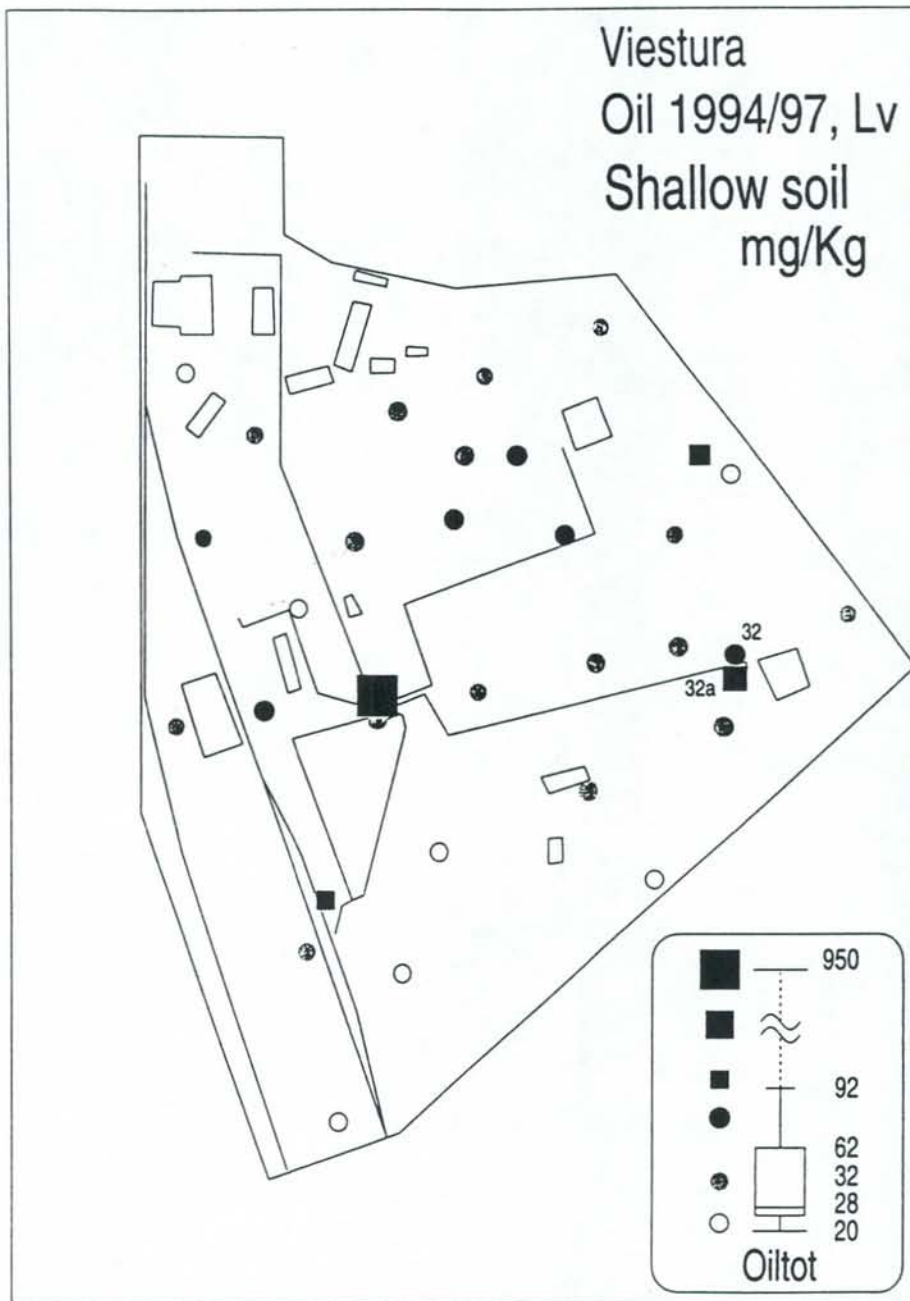 Viestura
Oil 1994/97, Lv
Shallow soil
mg/Kg
32
32a
950
92
62
32
28
20
Oiltot